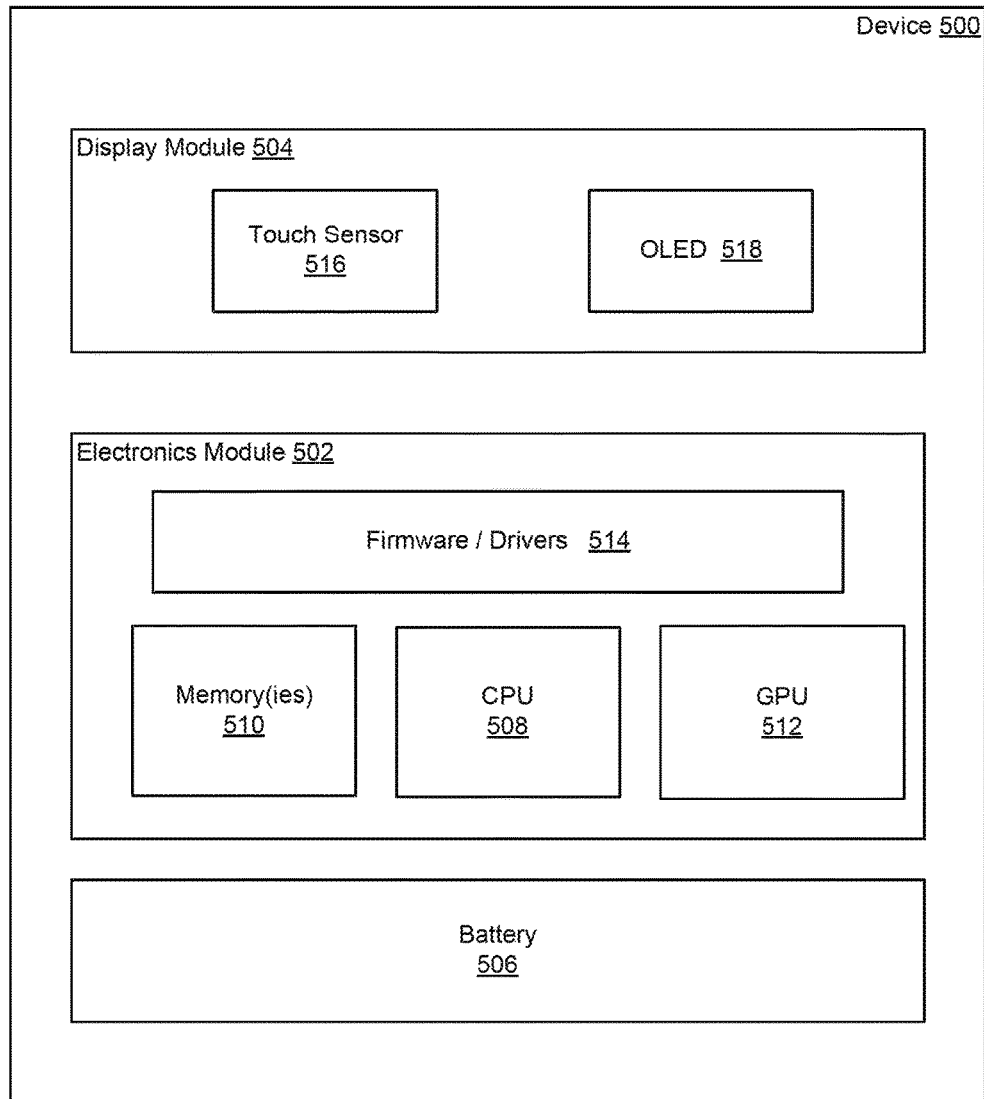 Device 500
Display Module 504
Touch Sensor
516
OLED 518
Electronics Module 502
Firmware / Drivers 514
Memory(ies)
510
CPU
508
GPU
512
Battery
506